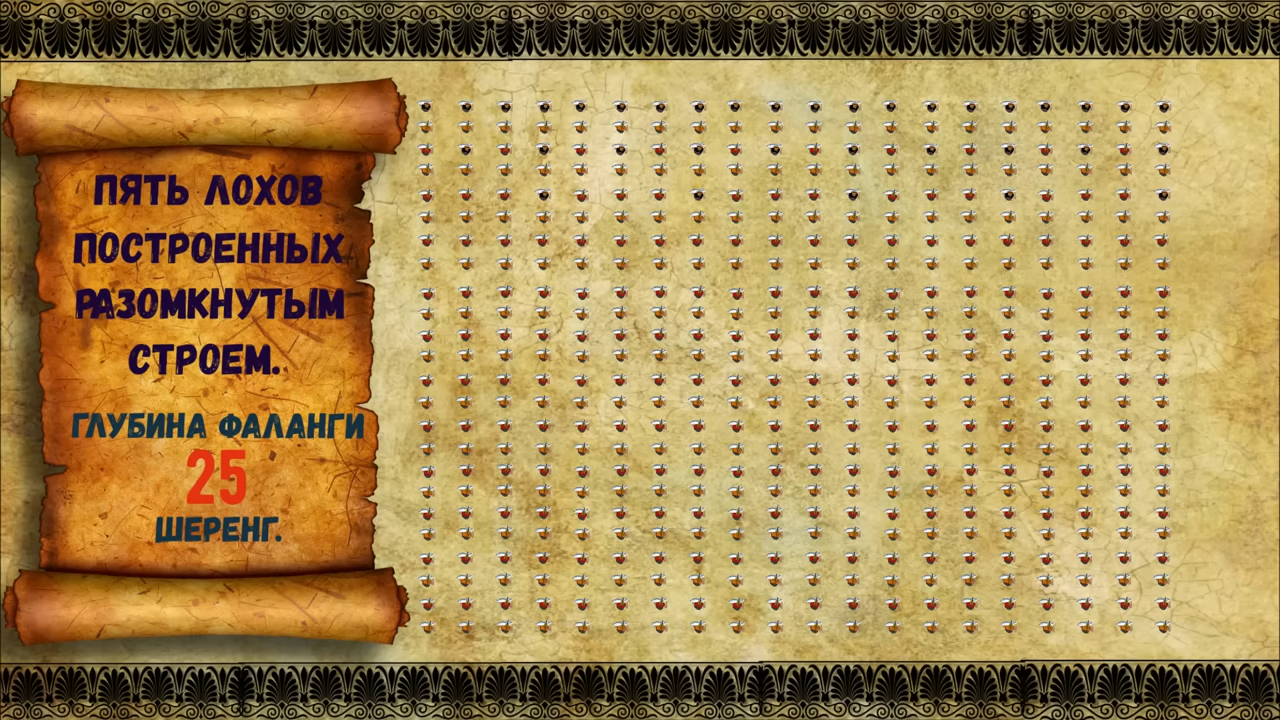 ПЯТЬ ЛОХОВ
ПОСТРОЕННЫХ
РАЗОМКНУТЫМ
СТРОЕМ.
ГЛУБИНА ФАЛАНГИ
25
ШЕРЕНГ.